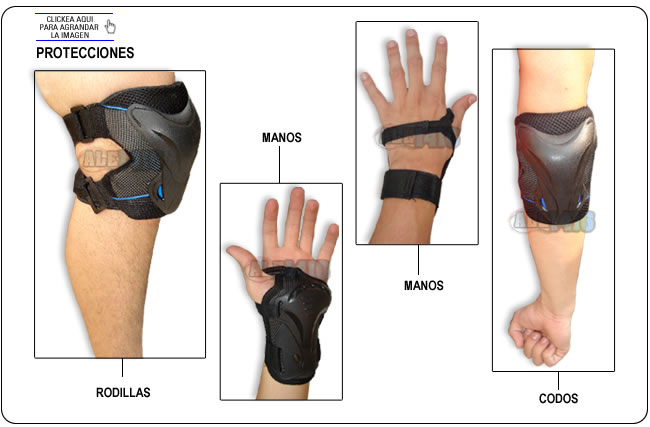 CLICKEA AQUI
PARA AGRANDAR
LA IMAGEN
PROTECCIONES
MANOS
MANOS
RODILLAS
CODOS